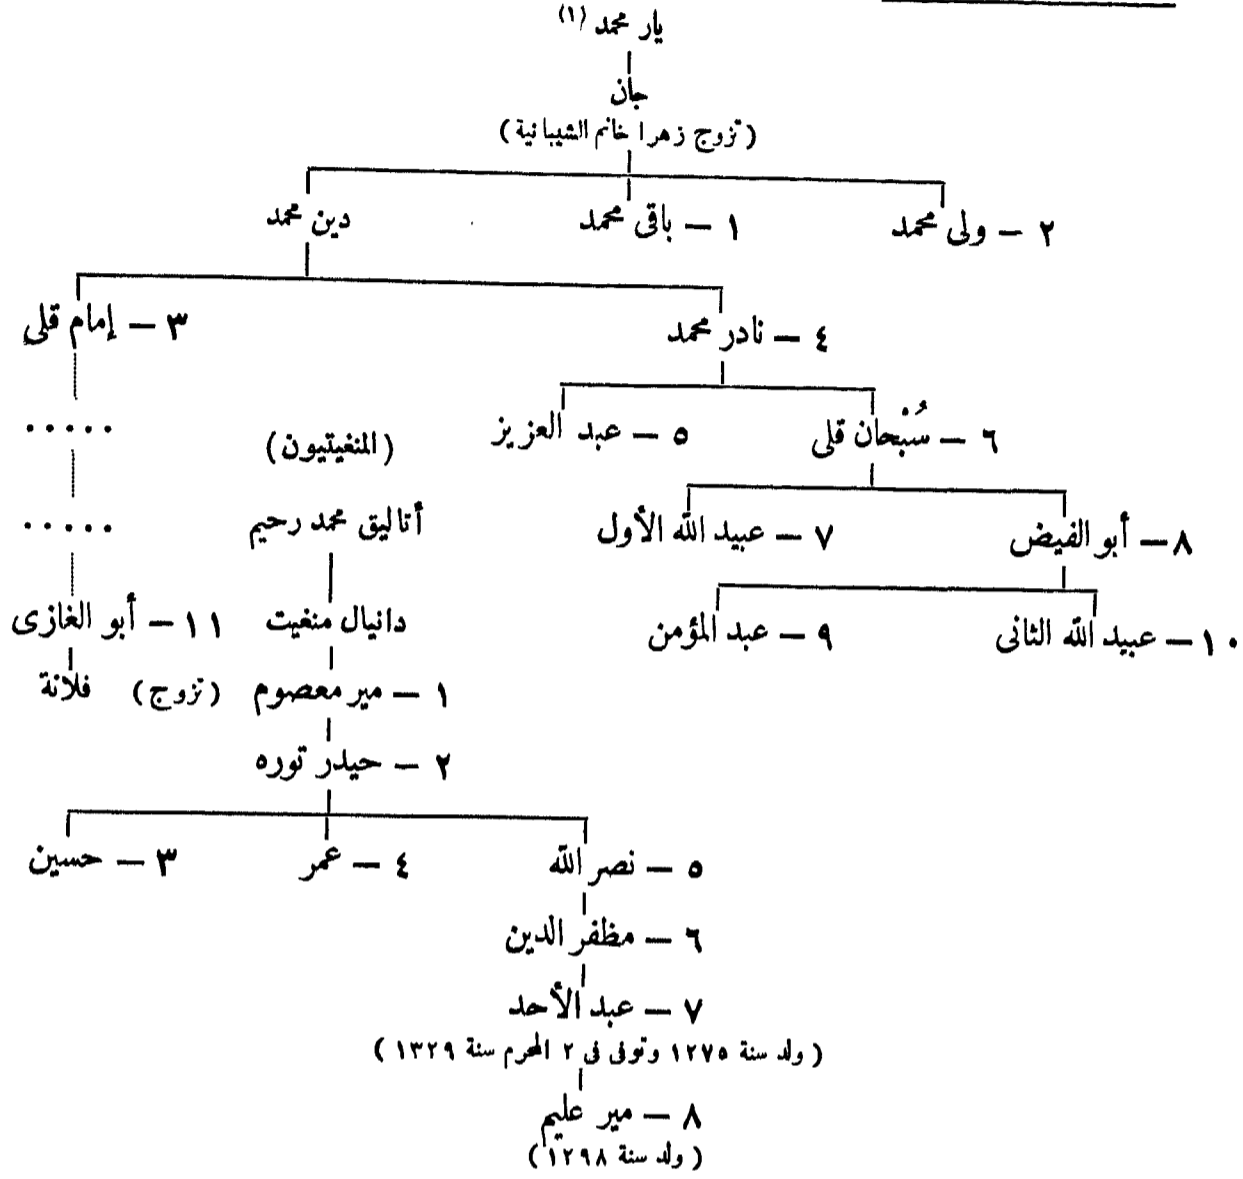 يار محمد (١)
جان
(تزوج زهرا خانم الشيبانية)
٢ — ولى محمد ١ — باقى محمد دين محمد
٤ — نادر محمد ٣ — إمام قلى
٦ — سُبْحان قلى ٥ — عبد العزيز (المنغيتيون) .....
٨ — أبو الفيض ٧ — عبيد الله الأول أتاليق محمد رحيم .....
١٠ — عبيد الله الثانى ٩ — عبد المؤمن دانيال منغيت ١١ — أبو الغازى
١ — مير معصوم (تزوج) فلانة
٢ — حيدر توره
٥ — نصر الله ٤ — عمر ٣ — حسين
٦ — مظفر الدين
٧ — عبد الأحد
(ولد سنة ١٢٧٥ وتوفى فى ٢ المحرم سنة ١٣٢٩)
٨ — مير عليم
(ولد سنة ١٢٩٨)